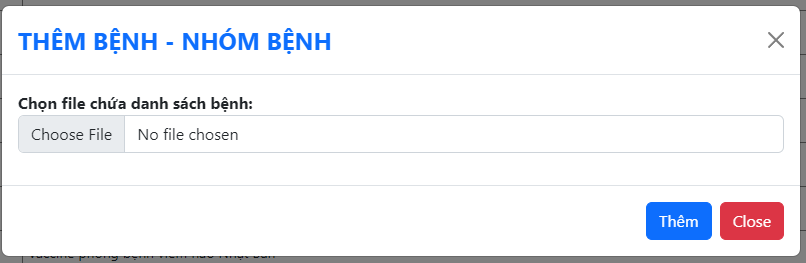 THÊM BỆNH - NHÓM BỆNH
Chọn file chứa danh sách bệnh:
Choose File No file chosen
Thêm Close